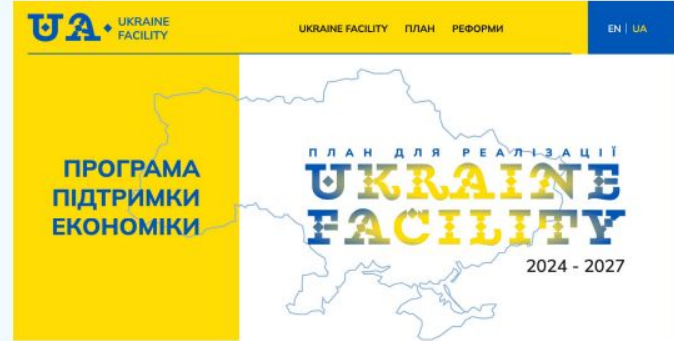 UA UKRAINE
FACILITY
UKRAINE FACILITY ПЛАН РЕФОРМИ
EN | UA
ПРОГРАМА
ПІДТРИМКИ
ЕКОНОМІКИ
ПЛАН ДЛЯ РЕАЛІЗАЦІЇ
UKRAINE
FACILITY
2024 - 2027